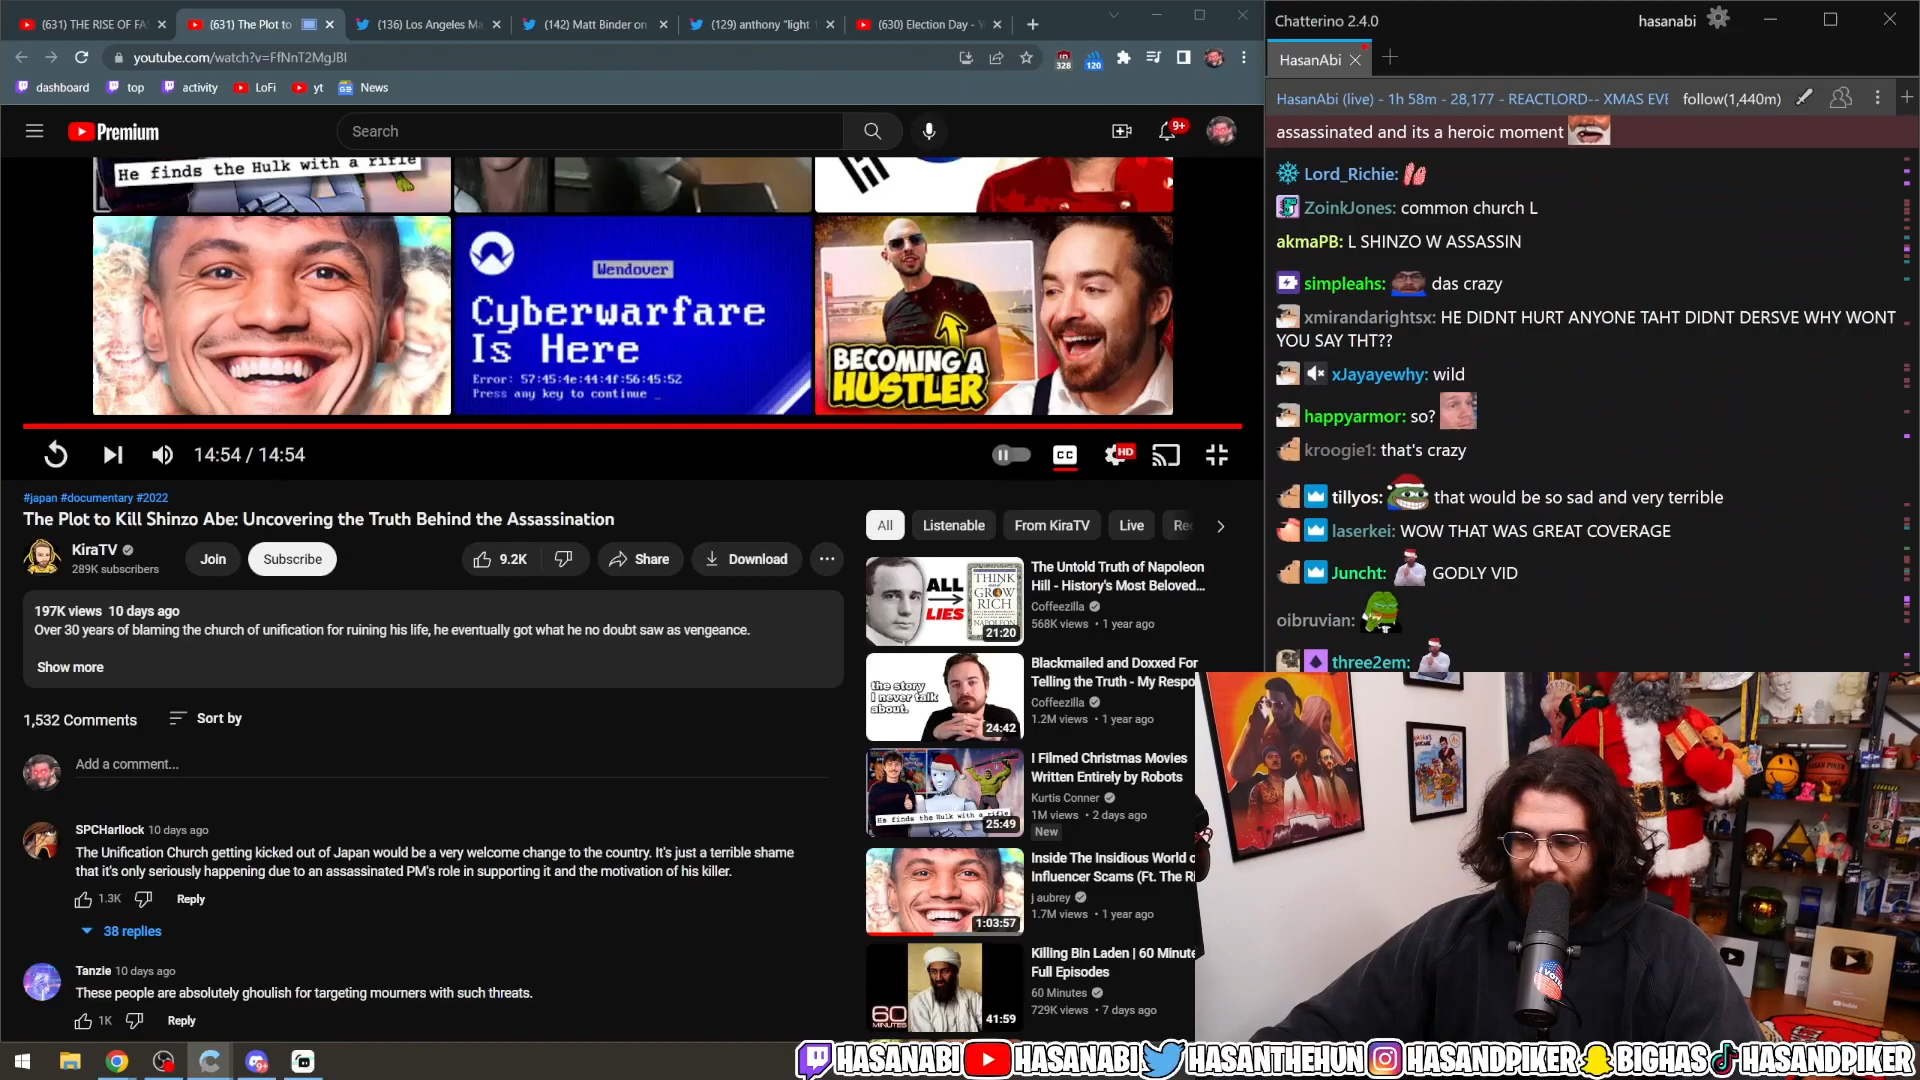 (631) THE RISE OF FA
(631) The Plot to
(136) Los Angeles Ma
(142) Matt Binder on
(129) anthony "light
(630) Election Day - Y
youtube.com/watch?v=FfNnT2MgJBI
328
120
dashboard
top
activity
LoFi
yt
News
Premium
Search
9+
He finds the Hulk with a rifle
Wendover
Cyberwarfare
Is Here
Error: 57:45:4e:44:4f:56:45:52
Press any key to continue _
BECOMING A
HUSTLER
14:54 / 14:54
CC
HD
#japan #documentary #2022
The Plot to Kill Shinzo Abe: Uncovering the Truth Behind the Assassination
KiraTV
289K subscribers
Join
Subscribe
9.2K
Share
Download
197K views 10 days ago
Over 30 years of blaming the church of unification for ruining his life, he eventually got what he no doubt saw as vengeance.
Show more
1,532 Comments
Sort by
Add a comment...
SPCHarllock 10 days ago
The Unification Church getting kicked out of Japan would be a very welcome change to the country. It's just a terrible shame
that it's only seriously happening due to an assassinated PM's role in supporting it and the motivation of his killer.
1.3K
Reply
38 replies
Tanzie 10 days ago
These people are absolutely ghoulish for targeting mourners with such threats.
1K
Reply
All
Listenable
From KiraTV
Live
Rec
ALL
LIES
THINK
and
GROW
RICH
21:20
The Untold Truth of Napoleon
Hill - History's Most Beloved...
Coffeezilla
568K views • 1 year ago
the story
I never talk
about.
24:42
Blackmailed and Doxxed For
Telling the Truth - My Respo
Coffeezilla
1.2M views • 1 year ago
He finds the Hulk with a rifle
25:49
I Filmed Christmas Movies
Written Entirely by Robots
Kurtis Conner
1M views • 2 days ago
New
1:03:57
Inside The Insidious World o
Influencer Scams (Ft. The Ri
j aubrey
1.7M views • 1 year ago
60
MINUTES
41:59
Killing Bin Laden | 60 Minute
Full Episodes
60 Minutes
729K views • 7 days ago
Chatterino 2.4.0
hasanabi
HasanAbi
HasanAbi (live) - 1h 58m - 28,177 - REACTLORD-- XMAS EVE
follow(1,440m)
assassinated and its a heroic moment
Lord_Richie:
ZoinkJones: common church L
akmaPB: L SHINZO W ASSASSIN
simpleahs: das crazy
xmirandarightsx: HE DIDNT HURT ANYONE TAHT DIDNT DERSVE WHY WONT
YOU SAY THT??
xJayayewhy: wild
happyarmor: so?
kroogie1: that's crazy
tillyos: that would be so sad and very terrible
laserkei: WOW THAT WAS GREAT COVERAGE
Juncht: GODLY VID
oibruvian:
three2em:
HASANABI HASANABI HASANTHEHUN HASANDPIKER BIGHAS HASANDPIKER